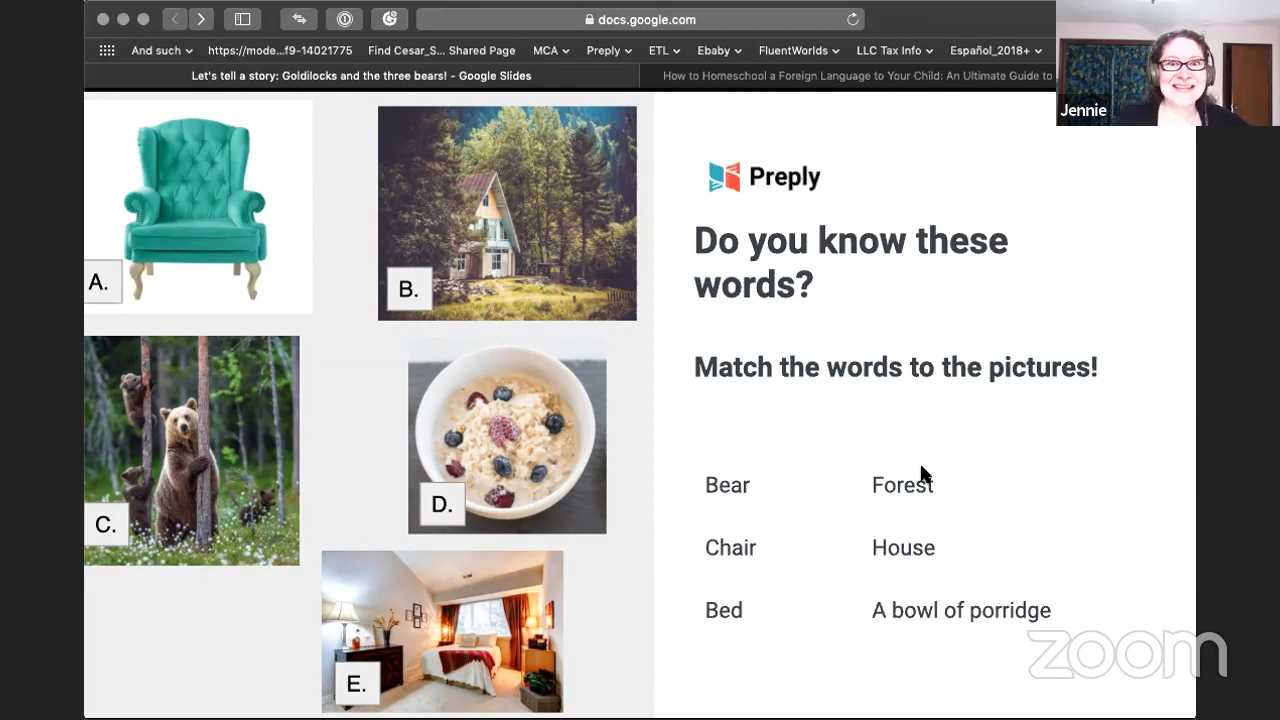 docs.google.com
And such
https://mode...f9-14021775
Find Cesar_S... Shared Page
MCA
Preply
ETL
Ebaby
FluentWorlds
LLC Tax Info
Español_2018+
Let's tell a story: Goldilocks and the three bears! - Google Slides
How to Homeschool a Foreign Language to Your Child: An Ultimate Guide to
Jennie
A.
B.
C.
D.
E.
Preply
Do you know these
words?
Match the words to the pictures!
Bear
Forest
Chair
House
Bed
A bowl of porridge
zoom